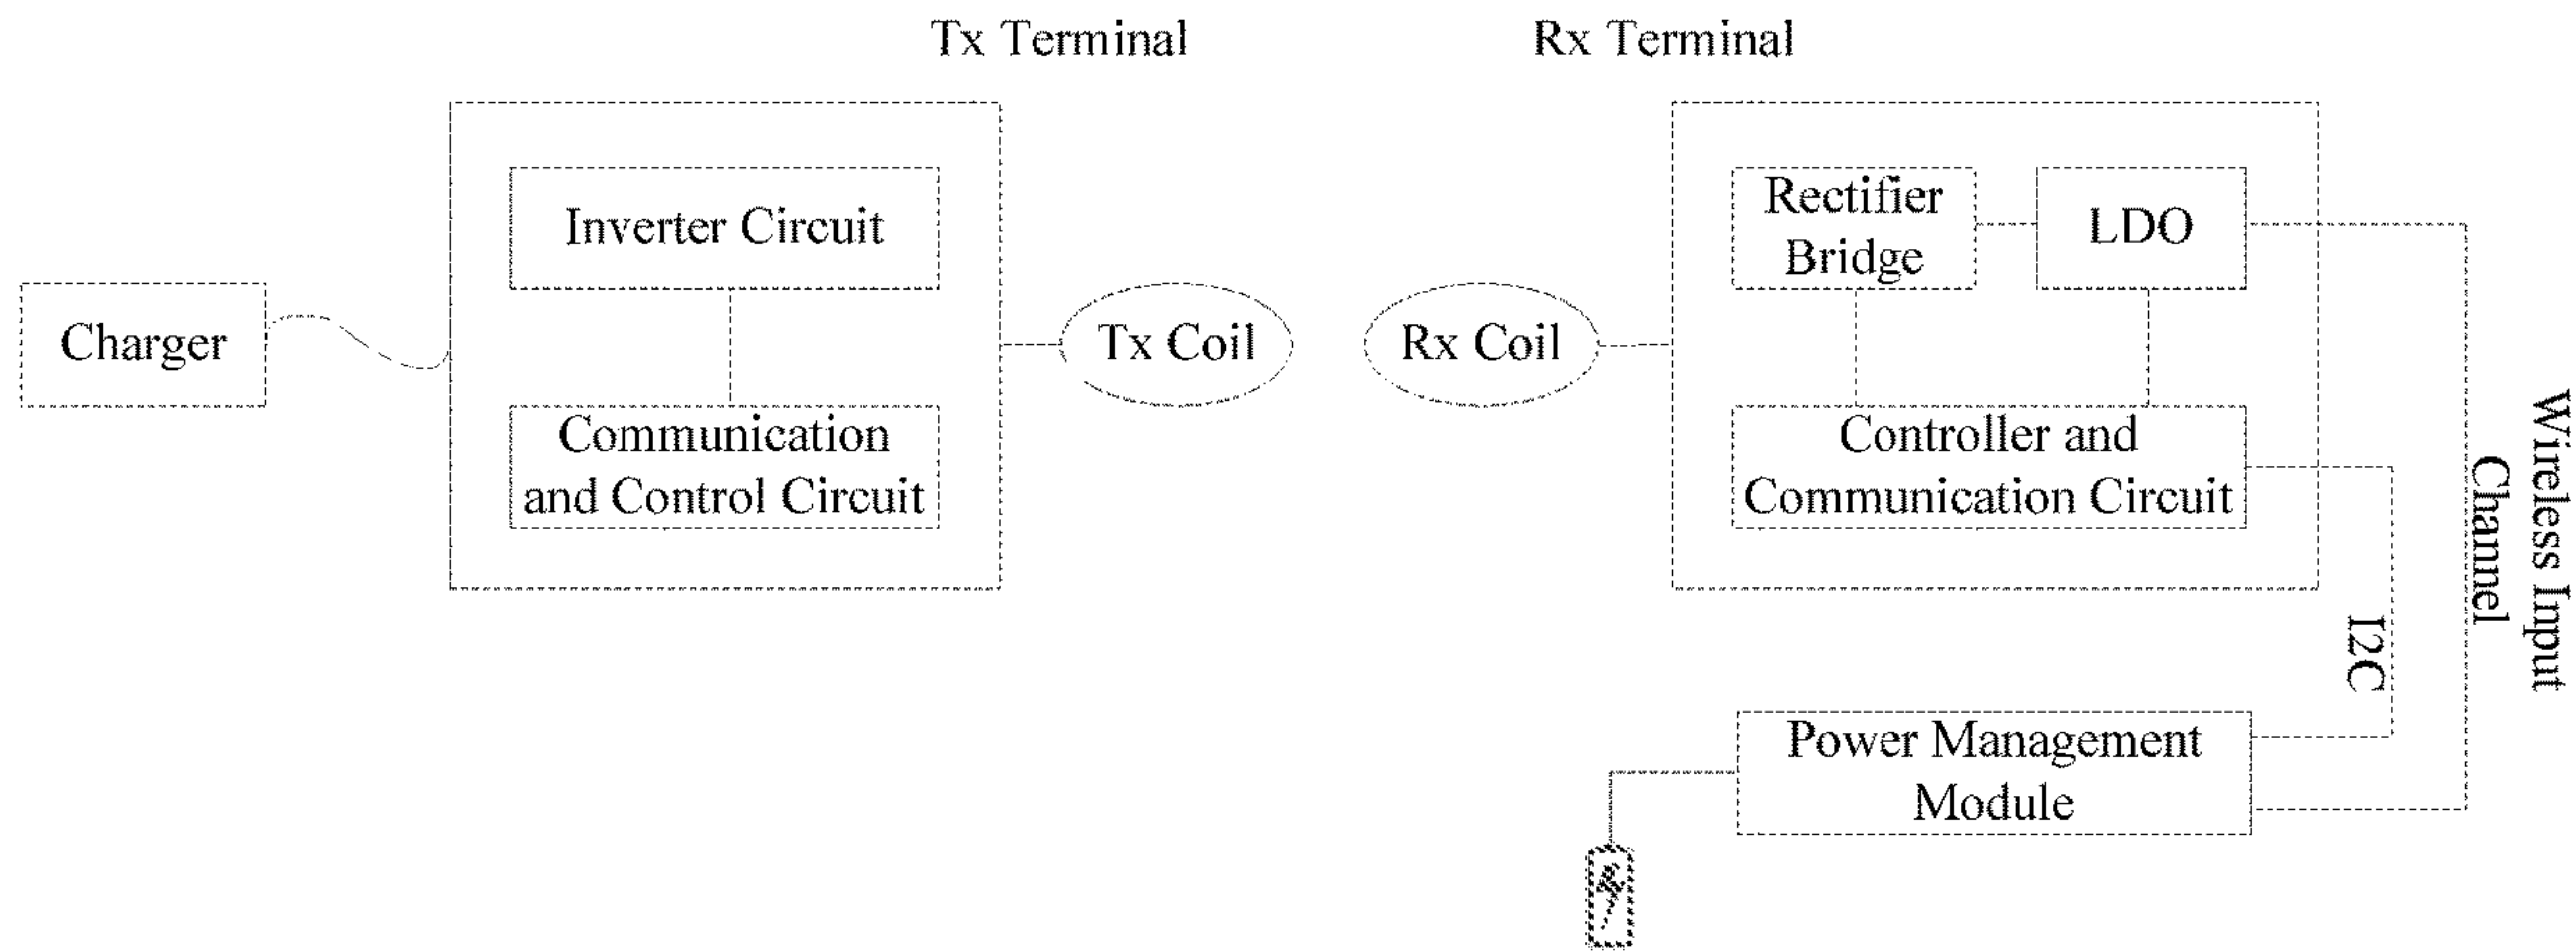 Tx Terminal
Rx Terminal
Charger
Inverter Circuit
Communication
and Control Circuit
Tx Coil
Rx Coil
Rectifier
Bridge
LDO
Controller and
Communication Circuit
Wireless Input
Channel
I2C
Power Management
Module